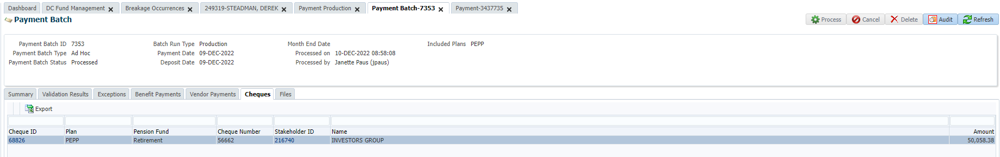 Dashboard DC Fund Management Breakage Occurrences 249319-STEADMAN, DEREK Payment Production Payment Batch-7353 Payment-3437735
Payment Batch Process Cancel Delete Audit Refresh
Payment Batch ID 7353 Batch Run Type Production Month End Date Included Plans PEPP
Payment Batch Type Ad Hoc Payment Date 09-DEC-2022 Processed on 10-DEC-2022 08:58:08
Payment Batch Status Processed Deposit Date 09-DEC-2022 Processed by Janette Paus (jpaus)
Summary Validation Results Exceptions Benefit Payments Vendor Payments Cheques Files
Export
Cheque ID Plan Pension Fund Cheque Number Stakeholder ID Name Amount
68826 PEPP Retirement 56662 216740 INVESTORS GROUP 50,058.38